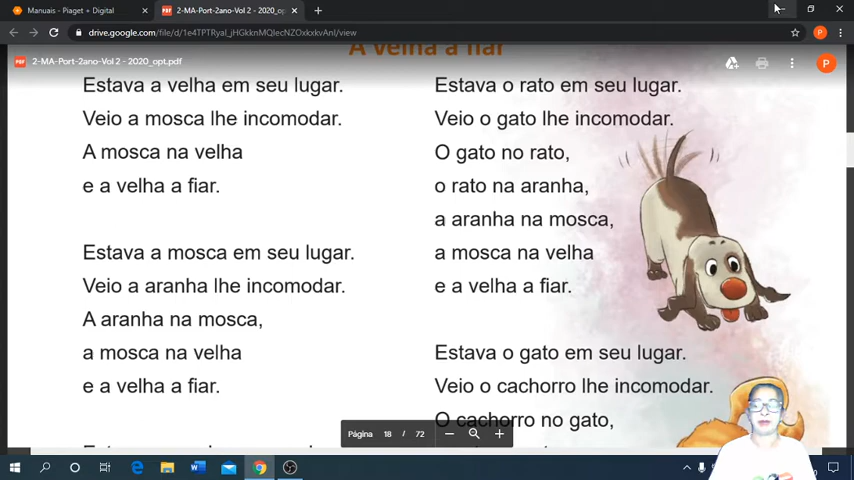 Manuais - Piaget + Digital
2-MA-Port-2ano-Vol 2 - 2020_op
drive.google.com/file/d/1e4TPTRyal_jHGkknMQlecNZOxkxkvAnI/view
A velha a fiar
2-MA-Port-2ano-Vol 2 - 2020_opt.pdf
Estava a velha em seu lugar.
Veio a mosca lhe incomodar.
A mosca na velha
e a velha a fiar.
Estava a mosca em seu lugar.
Veio a aranha lhe incomodar.
A aranha na mosca,
a mosca na velha
e a velha a fiar.
Estava o rato em seu lugar.
Veio o gato lhe incomodar.
O gato no rato,
o rato na aranha,
a aranha na mosca,
a mosca na velha
e a velha a fiar.
Estava o gato em seu lugar.
Veio o cachorro lhe incomodar.
O cachorro no gato,
Página 18 / 72